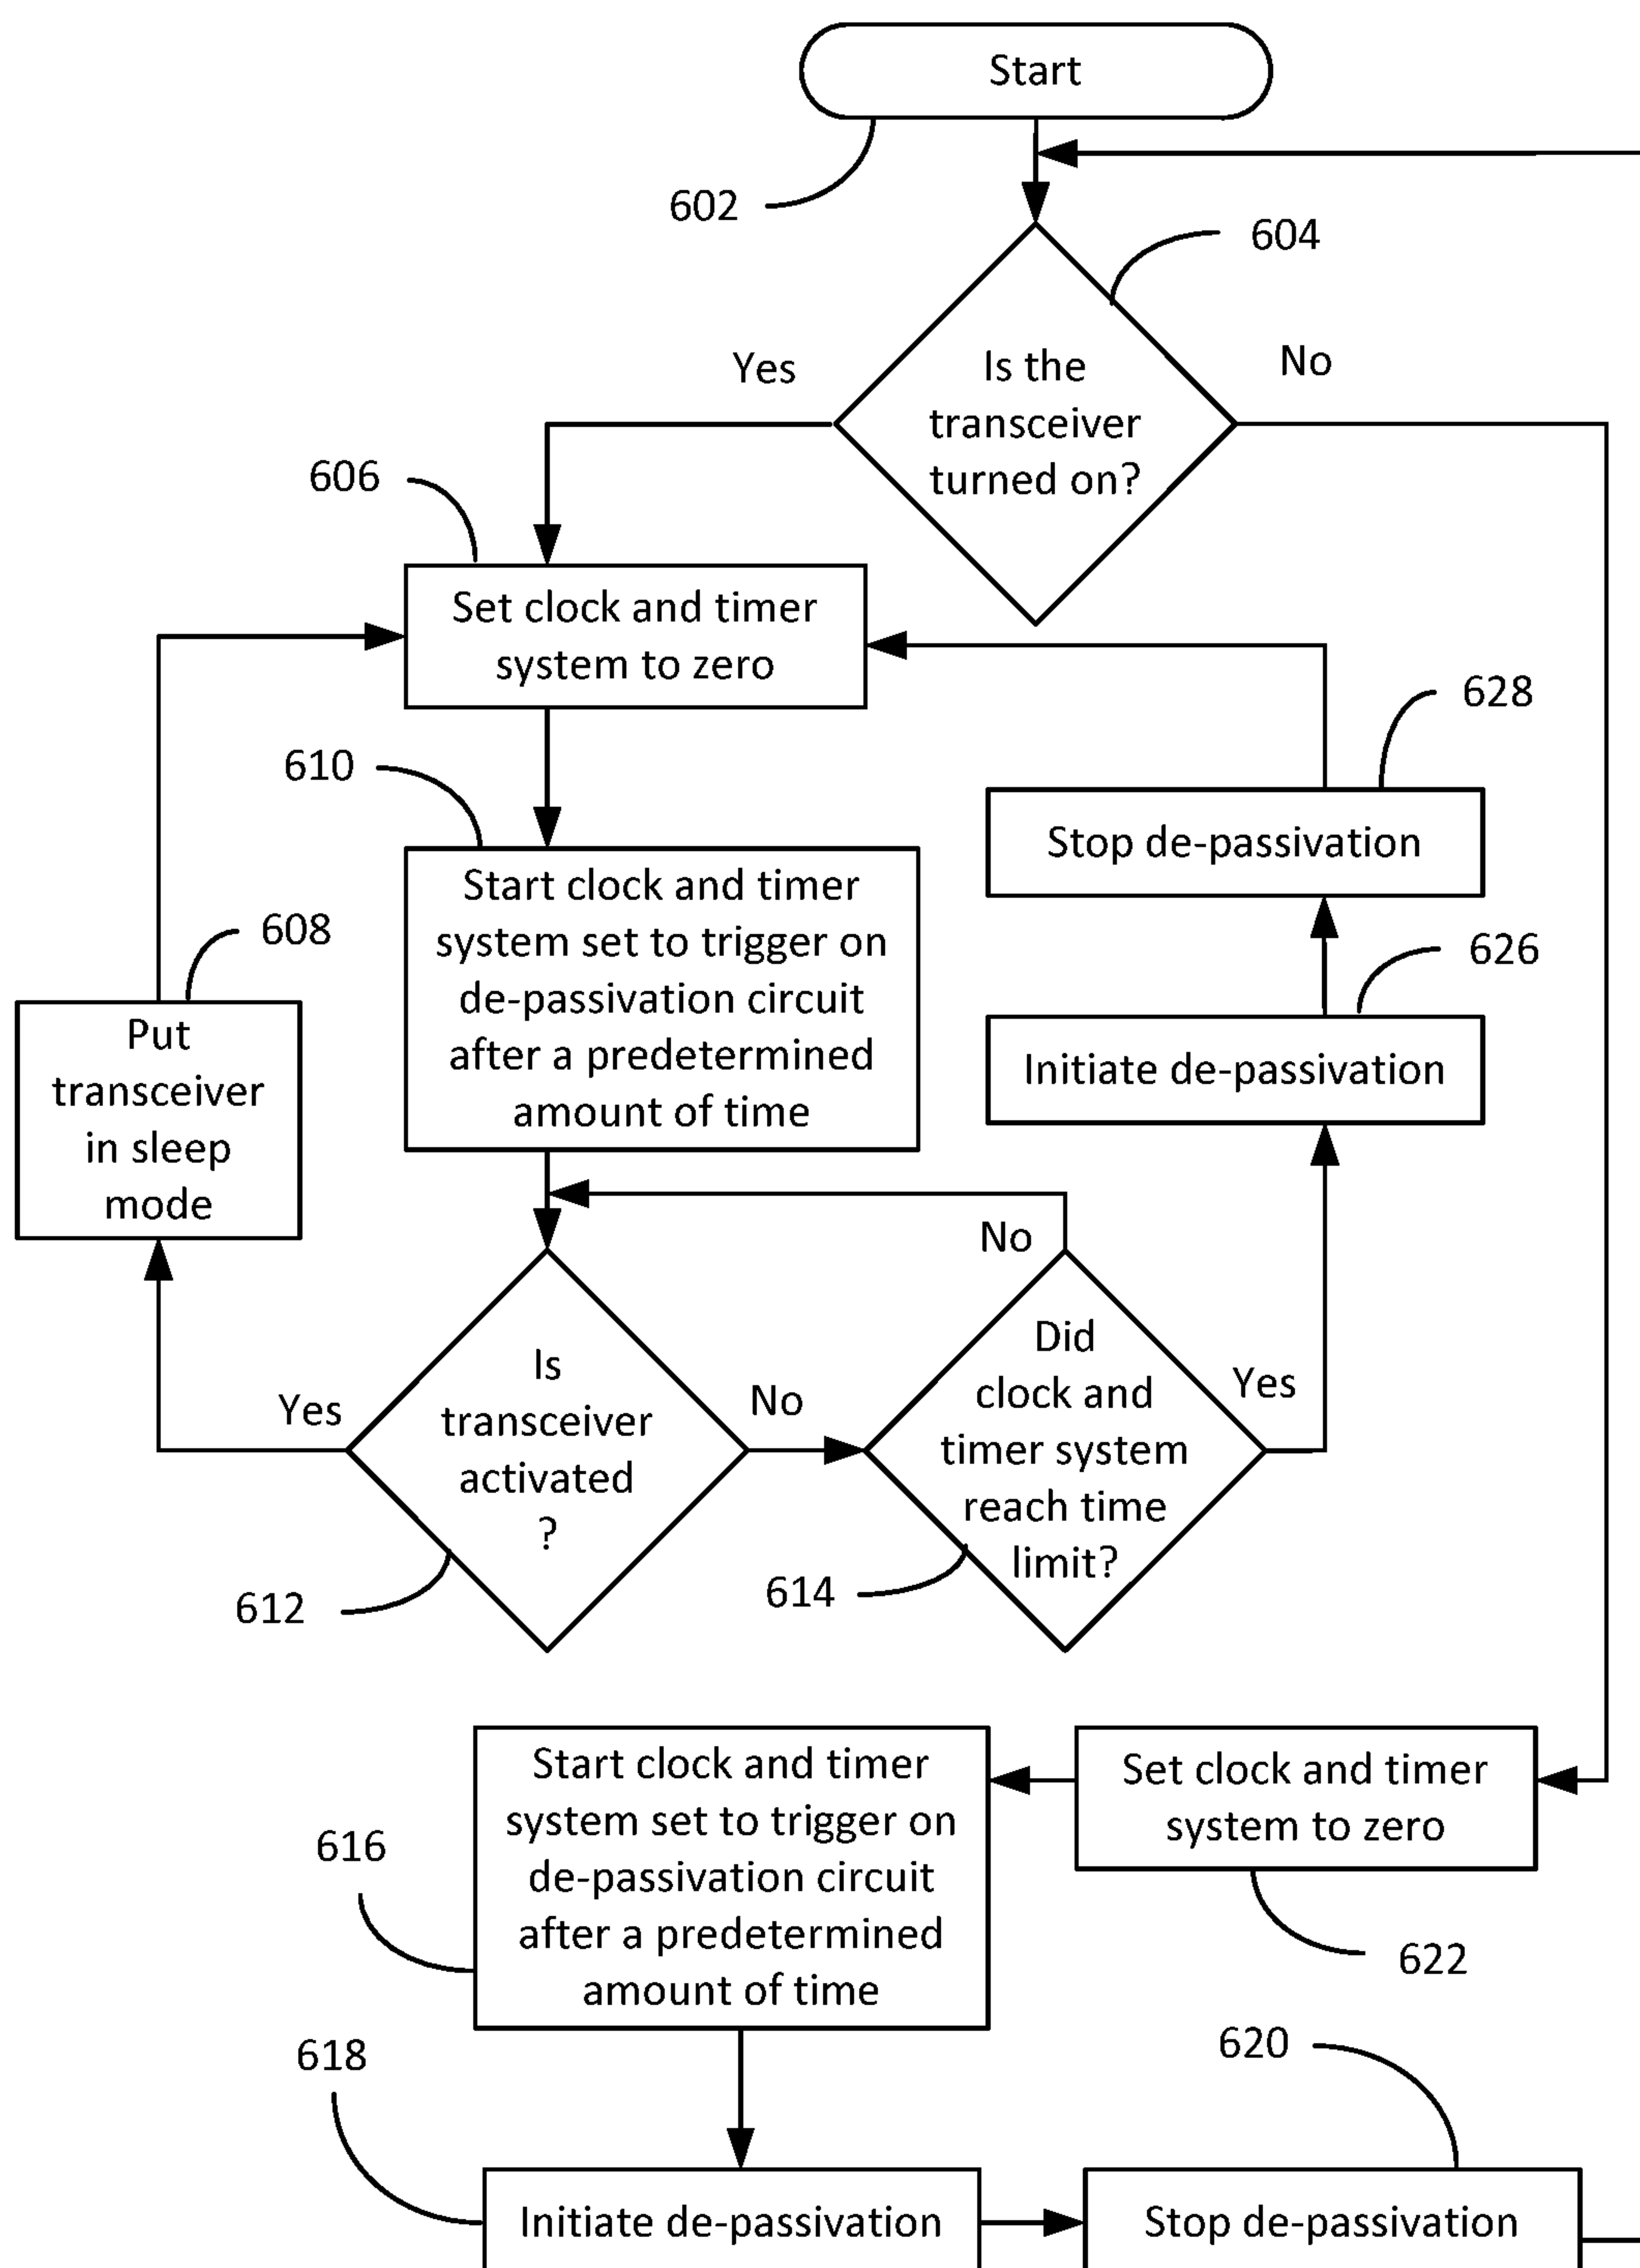 Start
602
604
Yes
No
Is the
transceiver
turned on?
606
Set clock and timer
system to zero
628
610
Stop de-passivation
Start clock and timer
system set to trigger on
de-passivation circuit
after a predetermined
amount of time
608
626
Put
transceiver
in sleep
mode
Initiate de-passivation
No
Is
transceiver
activated
?
Yes
No
Did
clock and
timer system
reach time
limit?
Yes
612
614
Start clock and timer
system set to trigger on
de-passivation circuit
after a predetermined
amount of time
Set clock and timer
system to zero
616
622
618
620
Initiate de-passivation
Stop de-passivation